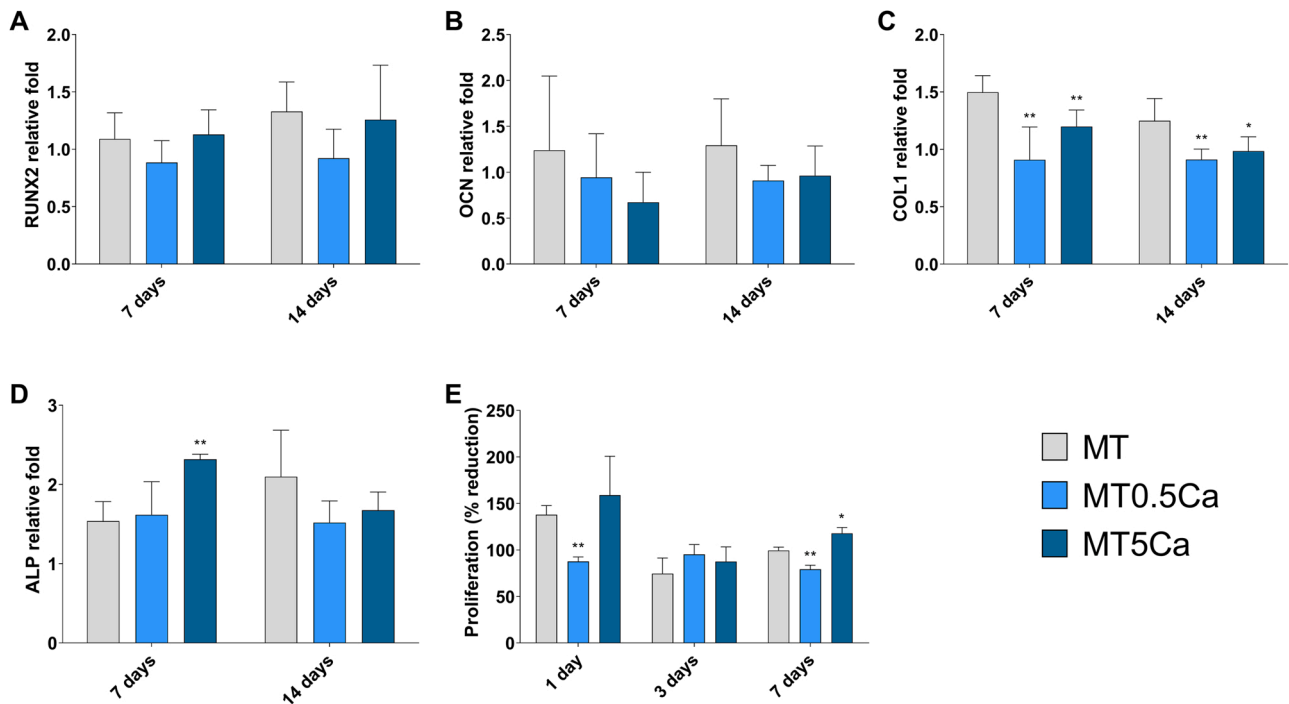 A
RUNX2 relative fold
2.0
1.5
1.0
0.5
0.0
7 days
14 days
B
OCN relative fold
2.5
2.0
1.5
1.0
0.5
0.0
7 days
14 days
C
COL1 relative fold
2.0
1.5
1.0
0.5
0.0
**
**
**
*
7 days
14 days
D
ALP relative fold
3
2
1
0
**
7 days
14 days
E
Proliferation (% reduction)
250
200
150
100
50
0
**
**
*
1 day
3 days
7 days
MT
MT0.5Ca
MT5Ca